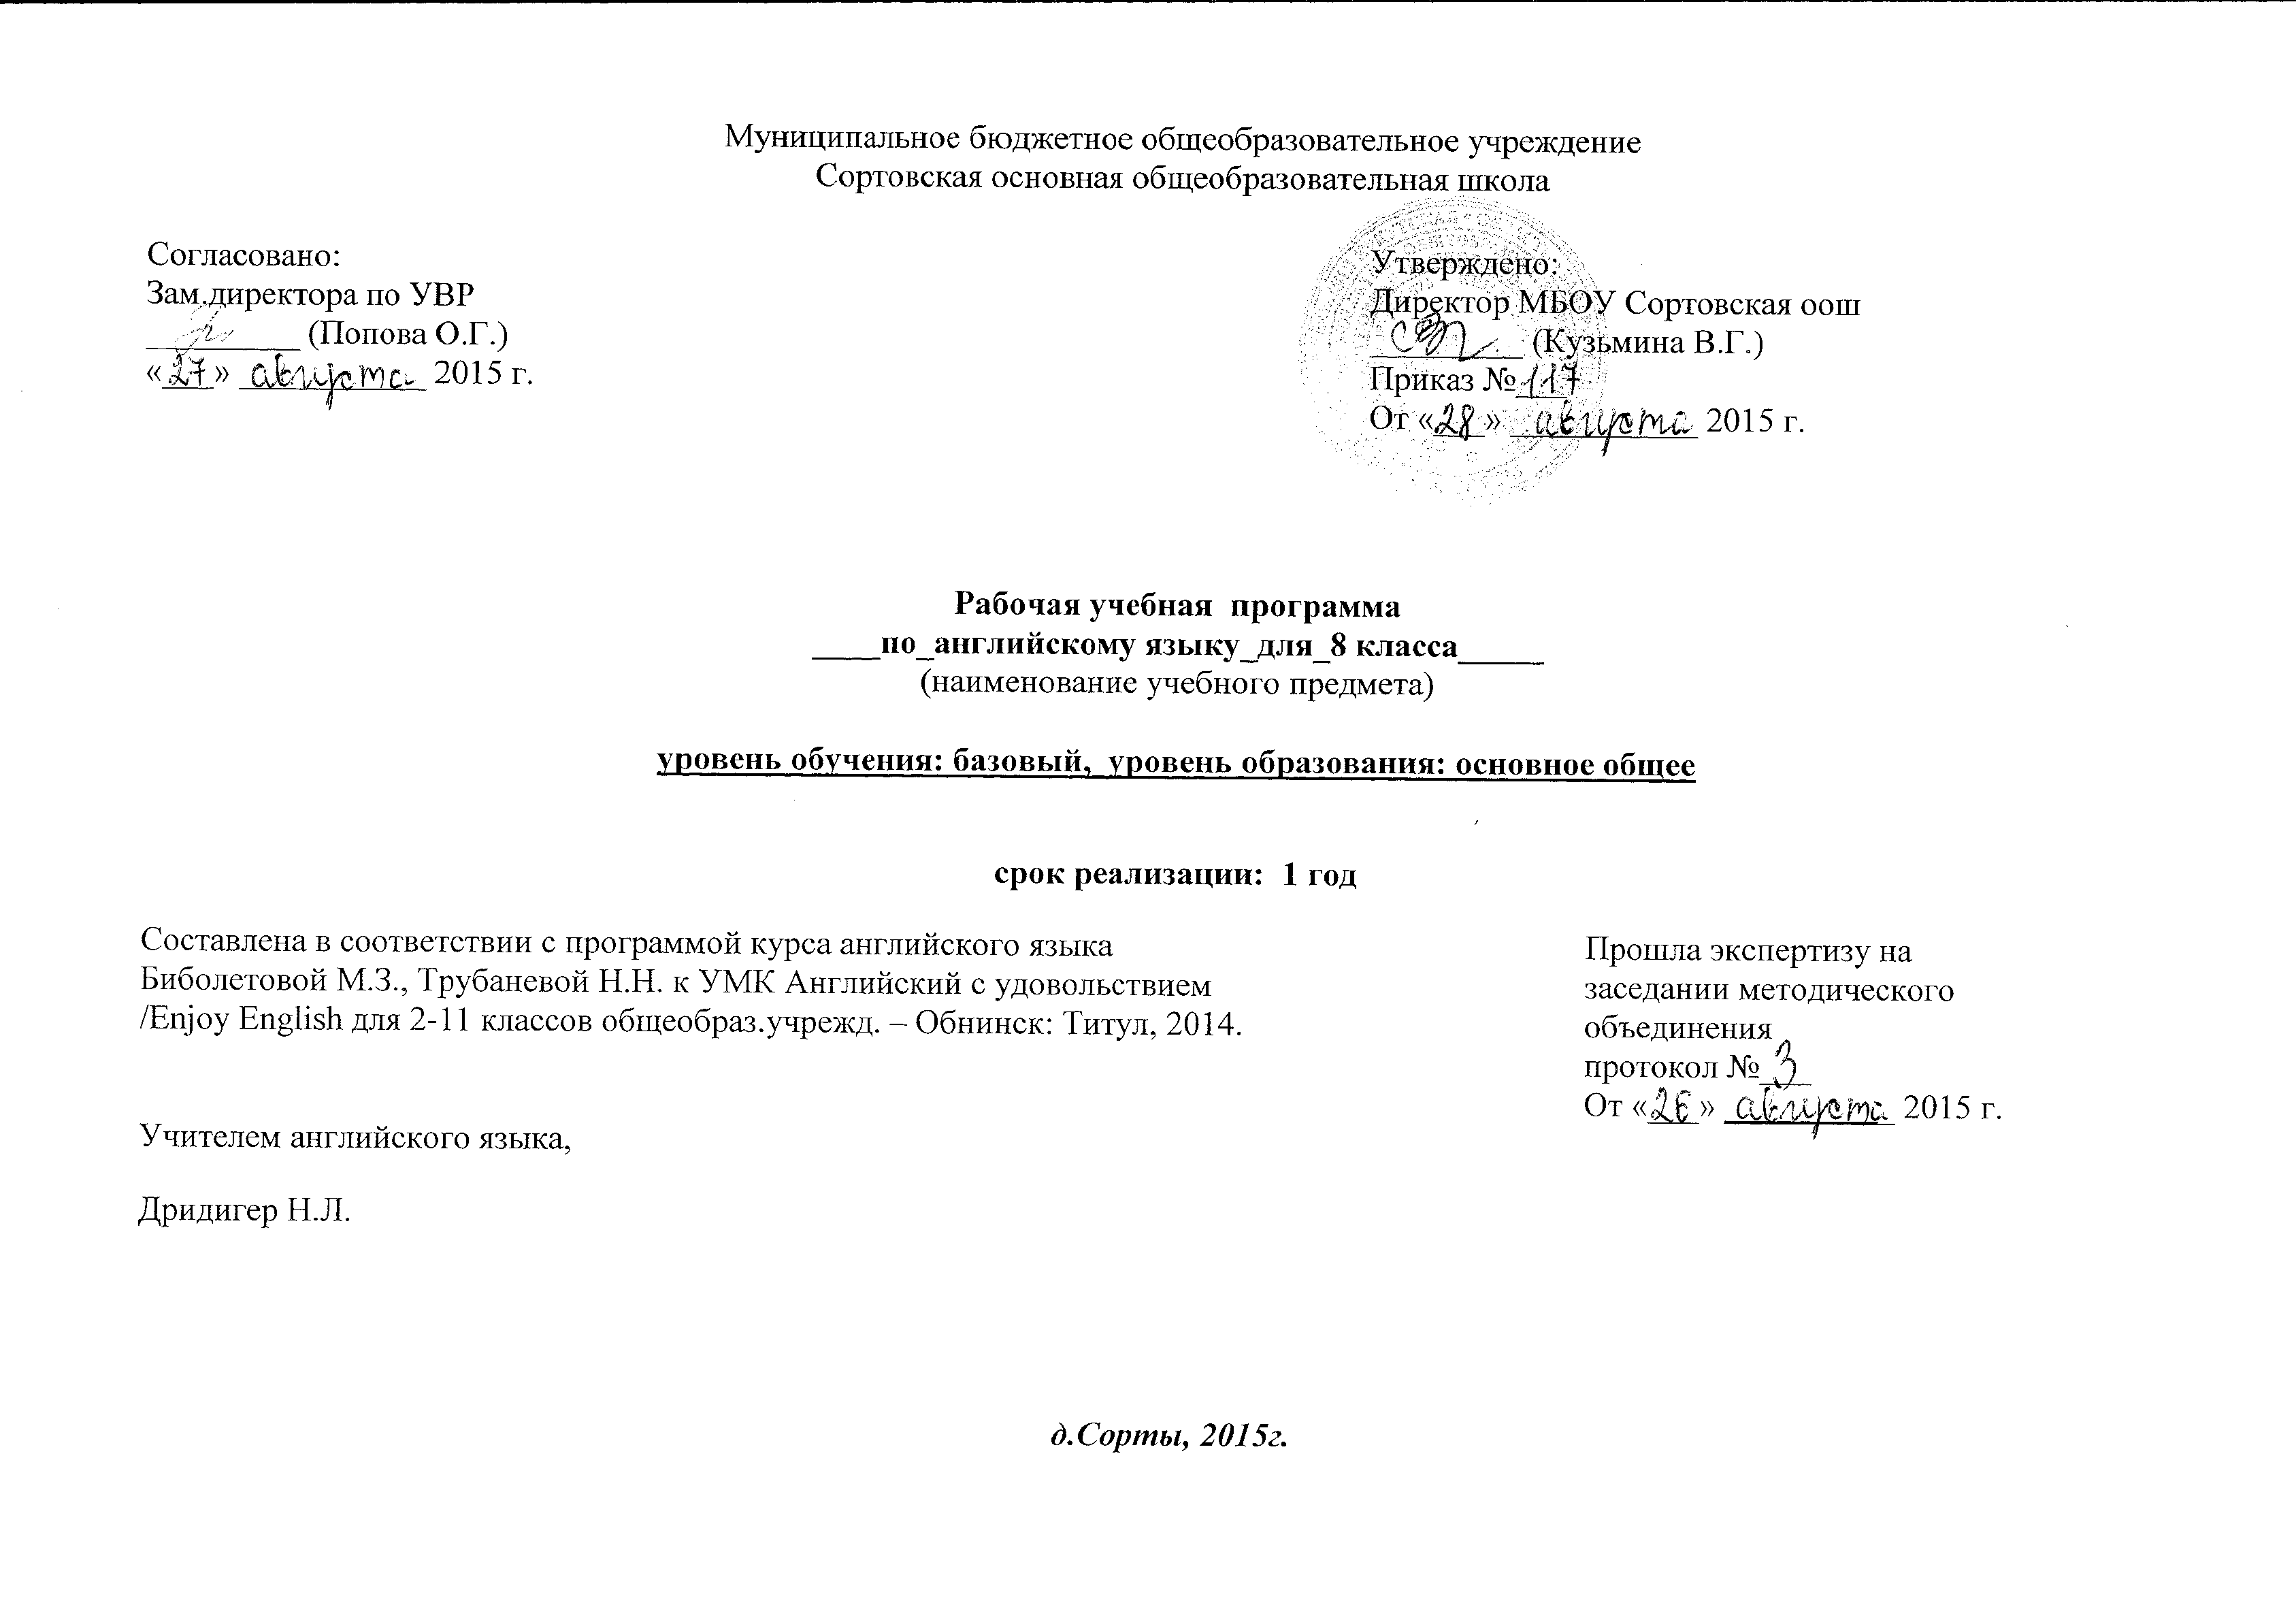 Муниципальное бюджетное общеобразовательное учреждение
Сортовская основная общеобразовательная школа
Согласовано:
Зам.директора по УВР
_________ (Попова О.Г.)
«27» августа 2015 г.
Утверждено:
Директор МБОУ Сортовская оош
_________ (Кузьмина В.Г.)
Приказ №117
От «28» августа 2015 г.
Рабочая учебная программа
____по_английскому языку_для_8 класса_____
(наименование учебного предмета)
уровень обучения: базовый, уровень образования: основное общее
срок реализации: 1 год
Составлена в соответствии с программой курса английского языка
Биболетовой М.З., Трубаневой Н.Н. к УМК Английский с удовольствием
/Enjoy English для 2-11 классов общеобраз.учрежд. – Обнинск: Титул, 2014.
Учителем английского языка,
Дридигер Н.Л.
Прошла экспертизу на
заседании методического
объединения
протокол № 3
От «26» августа 2015 г.
д.Сорты, 2015г.